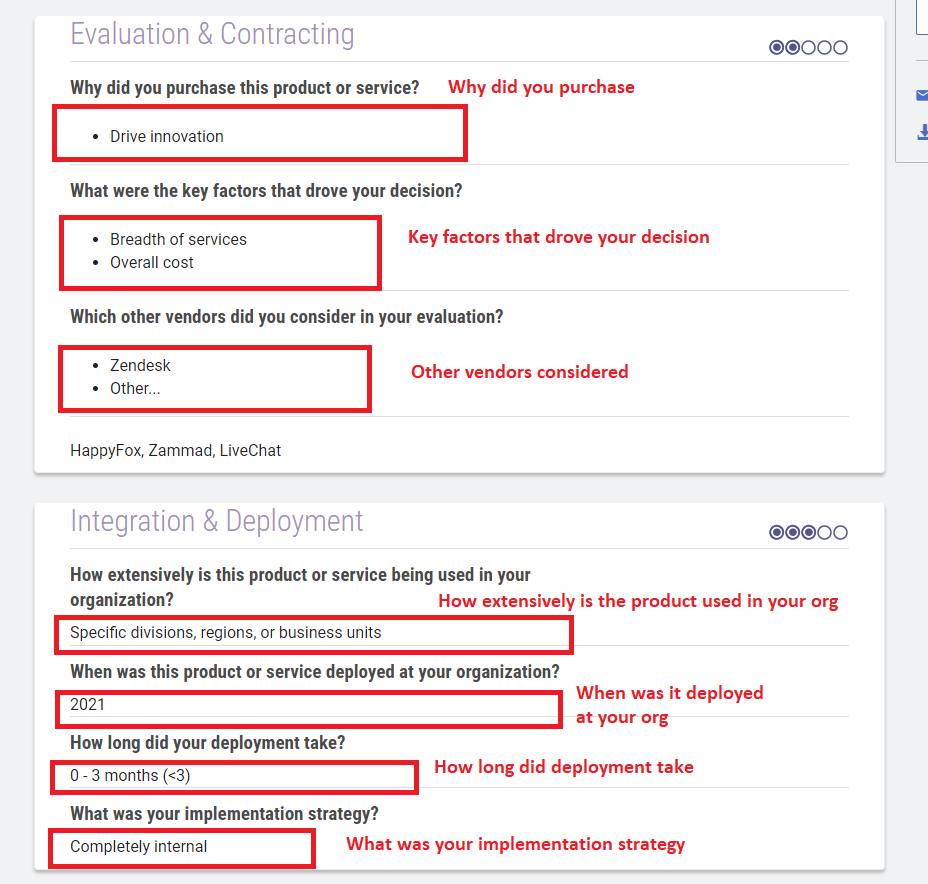 Evaluation & Contracting
Why did you purchase this product or service? Why did you purchase
Drive innovation
What were the key factors that drove your decision?
Key factors that drove your decision
Breadth of services
Overall cost
Which other vendors did you consider in your evaluation?
Zendesk
Other vendors considered
Other...
HappyFox, Zammad, LiveChat
Integration & Deployment
How extensively is this product or service being used in your
organization?
How extensively is the product used in your org
Specific divisions, regions, or business units
When was this product or service deployed at your organization?
When was it deployed
at your org
2021
How long did your deployment take?
How long did deployment take
0 - 3 months (<3)
What was your implementation strategy?
Completely internal
What was your implementation strategy